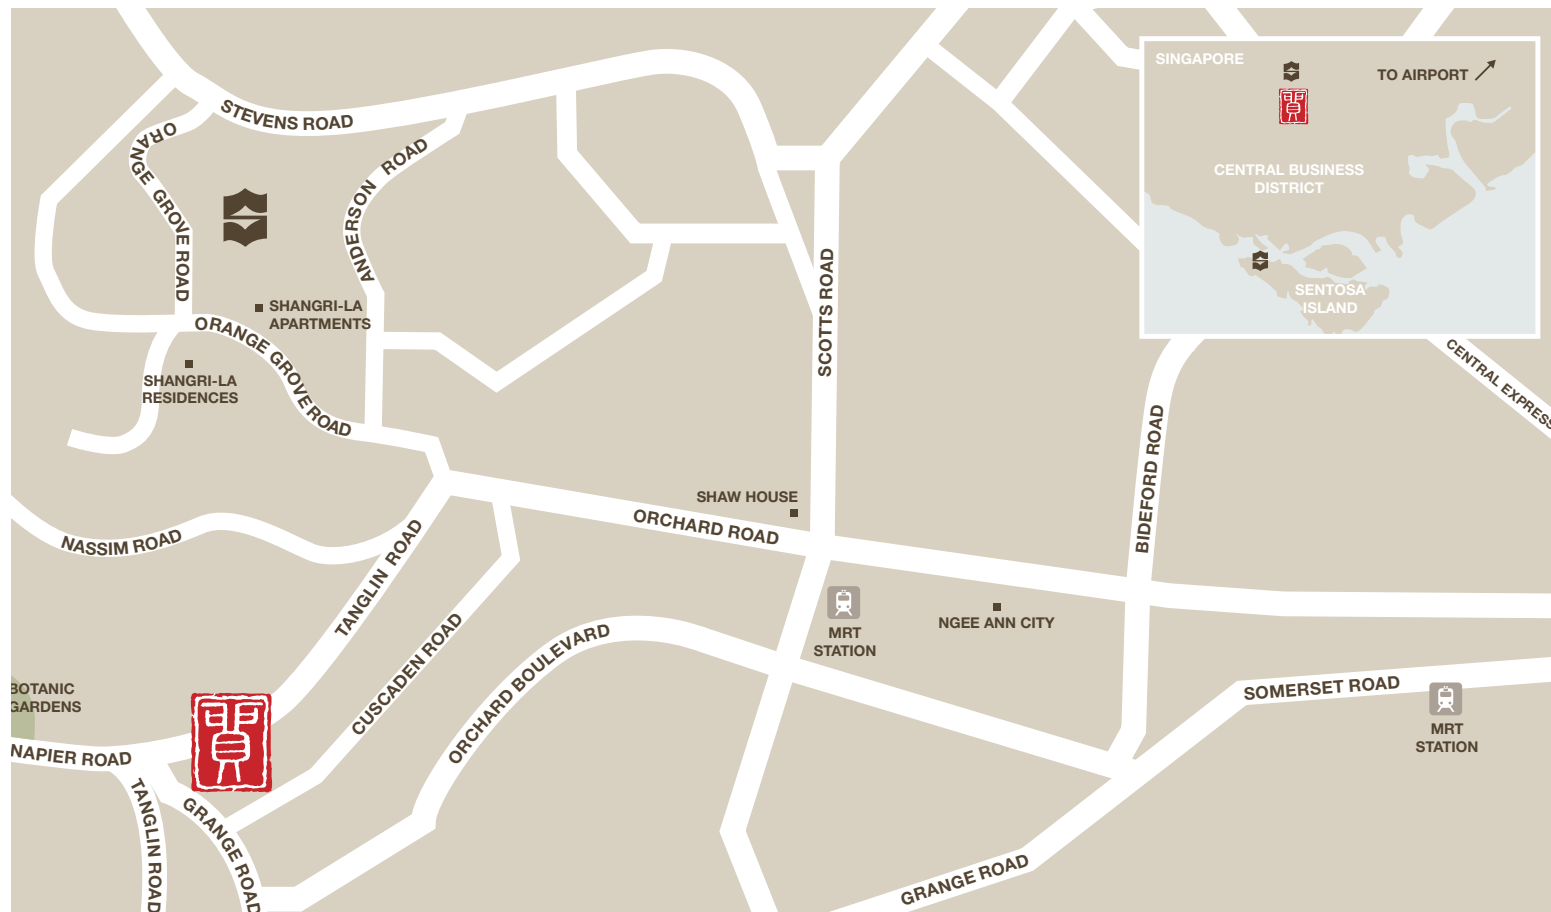 SINGAPORE
TO AIRPORT
CENTRAL BUSINESS
DISTRICT
SENTOSA
ISLAND
STEVENS ROAD
ORANGE GROVE ROAD
ANDERSON ROAD
SHANGRI-LA
APARTMENTS
ORANGE GROVE ROAD
SHANGRI-LA
RESIDENCES
SCOTTS ROAD
CENTRAL EXPRESS
BIDEFORD ROAD
SHAW HOUSE
ORCHARD ROAD
NASSIM ROAD
TANGLIN ROAD
CUSCADEN ROAD
ORCHARD BOULEVARD
MRT
STATION
NGEE ANN CITY
BOTANIC
GARDENS
SOMERSET ROAD
MRT
STATION
NAPIER ROAD
TANGLIN ROAD
GRANGE ROAD
GRANGE ROAD